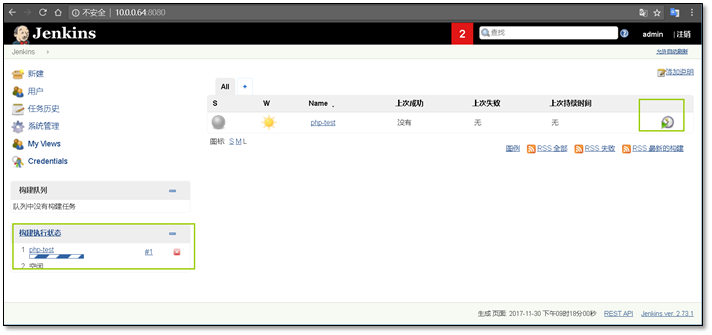 不安全 | 10.0.0.64:8080
Jenkins 2 查找 admin | 注销
Jenkins 允许自动刷新
新建
用户
任务历史
系统管理
My Views
Credentials
构建队列
队列中没有构建任务
构建执行状态
1 php-test #1
2 空闲
添加说明
All +
S W Name ↓ 上次成功 上次失败 上次持续时间
php-test 没有 无 无
图标: S M L
图例 RSS 全部 RSS 失败 RSS 最新的构建
生成页面: 2017-11-30 下午09时18分00秒 REST API Jenkins ver. 2.73.1